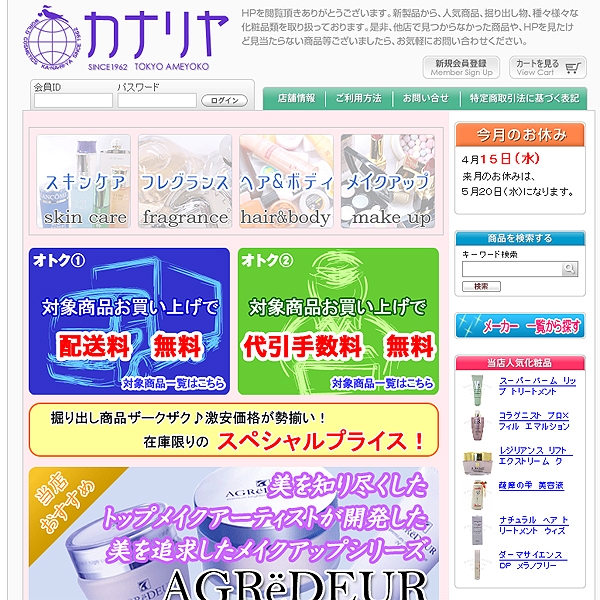 カナリヤ
SINCE1962 TOKYO AMEYOKO
HPを閲覧頂きありがとうございます。新製品から、人気商品、掘り出し物、種々様々な
化粧品類を取り扱っております。是非、他店で見つからなかった商品や、HPを見たけ
ど見当たらない商品等ございましたら、お気軽にお問い合わせください。
新規会員登録
Member Sign Up
カートを見る
View Cart
会員ID
パスワード
ログイン
店舗情報
ご利用方法
お問い合せ
特定商取引法に基づく表記
スキンケア
skin care
フレグランス
fragrance
ヘア&ボディ
hair&body
メイクアップ
make up
今月のお休み
4月15日(水)
来月のお休みは、
5月20日(水)になります。
オトク①
対象商品お買い上げで
配送料 無料
対象商品一覧はこちら
オトク②
対象商品お買い上げで
代引手数料 無料
対象商品一覧はこちら
商品を検索する
キーワード検索
検索
メーカー 一覧から探す
掘り出し商品ザークザク♪激安価格が勢揃い！
在庫限りの スペシャルプライス！
当店人気化粧品
スーパーバーム リッ
プ トリートメント
コラグニスト プロ×
フィル エマルション
レジリアンス リフト
エクストリーム ク
薩産の雫 美容液
ナチュラル ヘア ト
リートメント ウィズ
ダーマサイエンス
DP メラノフリー
当店
おすすめ
美を知り尽くした
トップメイクアーティストが開発した
美を追求したメイクアップシリーズ
AGRëDEUR
AGRëDEUR